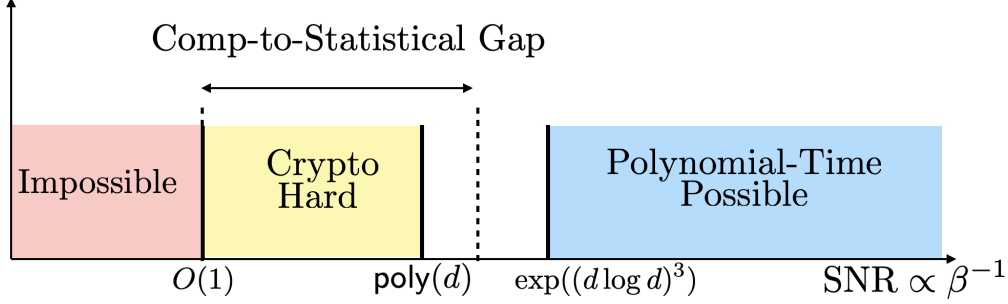 Comp-to-Statistical Gap
Impossible
Crypto
Hard
Polynomial-Time
Possible
O(1)
poly(d)
exp((d log d)³)
SNR ∝ β⁻¹